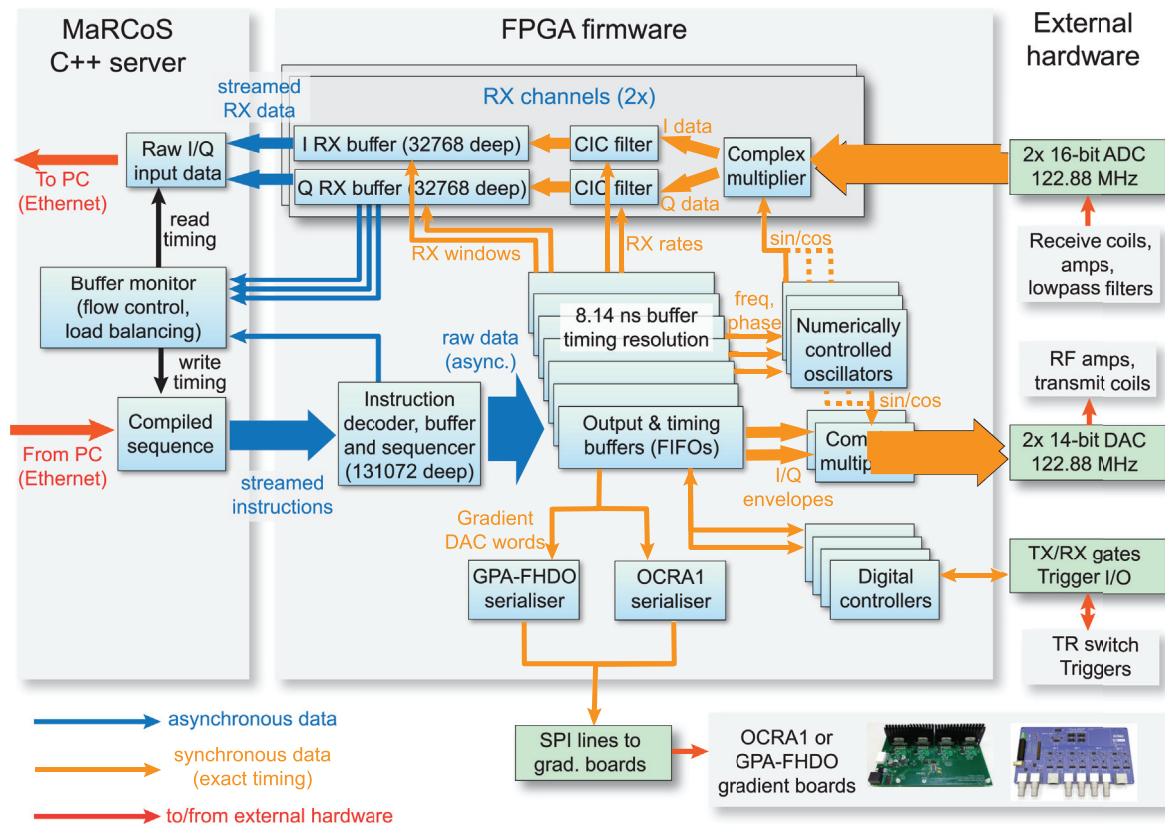 MaRCoS
C++ server
FPGA firmware
External
hardware
streamed
RX data
RX channels (2x)
Raw I/Q
input data
I RX buffer (32768 deep)
CIC filter
I data
Complex
multiplier
2x 16-bit ADC
122.88 MHz
To PC
(Ethernet)
Q RX buffer (32768 deep)
CIC filter
Q data
read
timing
RX windows
RX rates
sin/cos
Receive coils,
amps,
lowpass filters
Buffer monitor
(flow control,
load balancing)
8.14 ns buffer
timing resolution
freq,
phase
Numerically
controlled
oscillators
raw data
(async.)
RF amps,
transmit coils
write
timing
sin/cos
Compiled
sequence
Instruction
decoder, buffer
and sequencer
(131072 deep)
Output & timing
buffers (FIFOs)
2x 14-bit DAC
122.88 MHz
From PC
(Ethernet)
streamed
instructions
I/Q
envelopes
Gradient
DAC words
GPA-FHDO
serialiser
OCRA1
serialiser
Digital
controllers
TX/RX gates
Trigger I/O
TR switch
Triggers
asynchronous data
synchronous data
(exact timing)
to/from external hardware
SPI lines to
grad. boards
OCRA1 or
GPA-FHDO
gradient boards